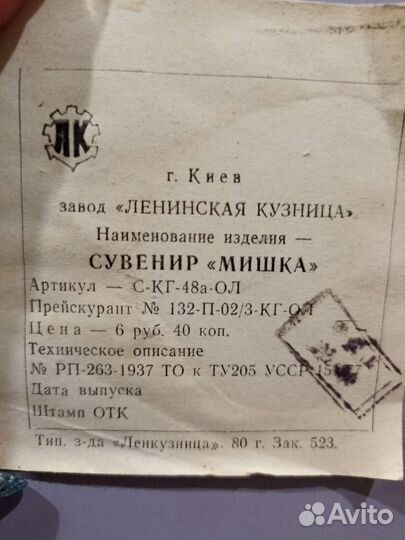 ЛК
г. Киев
завод «ЛЕНИНСКАЯ КУЗНИЦА»
Наименование изделия —
СУВЕНИР «МИШКА»
Артикул — С-КГ-48а-ОЛ
Прейскурант № 132-П-02/3-КГ-ОЛ
Цена — 6 руб. 40 коп.
Техническое описание
№ РП-263-1937 ТО к ТУ205 УССР
Дата выпуска
Штамп ОТК
Тип. з-да «Ленкузница». 80 г. Зак. 523.
Avito